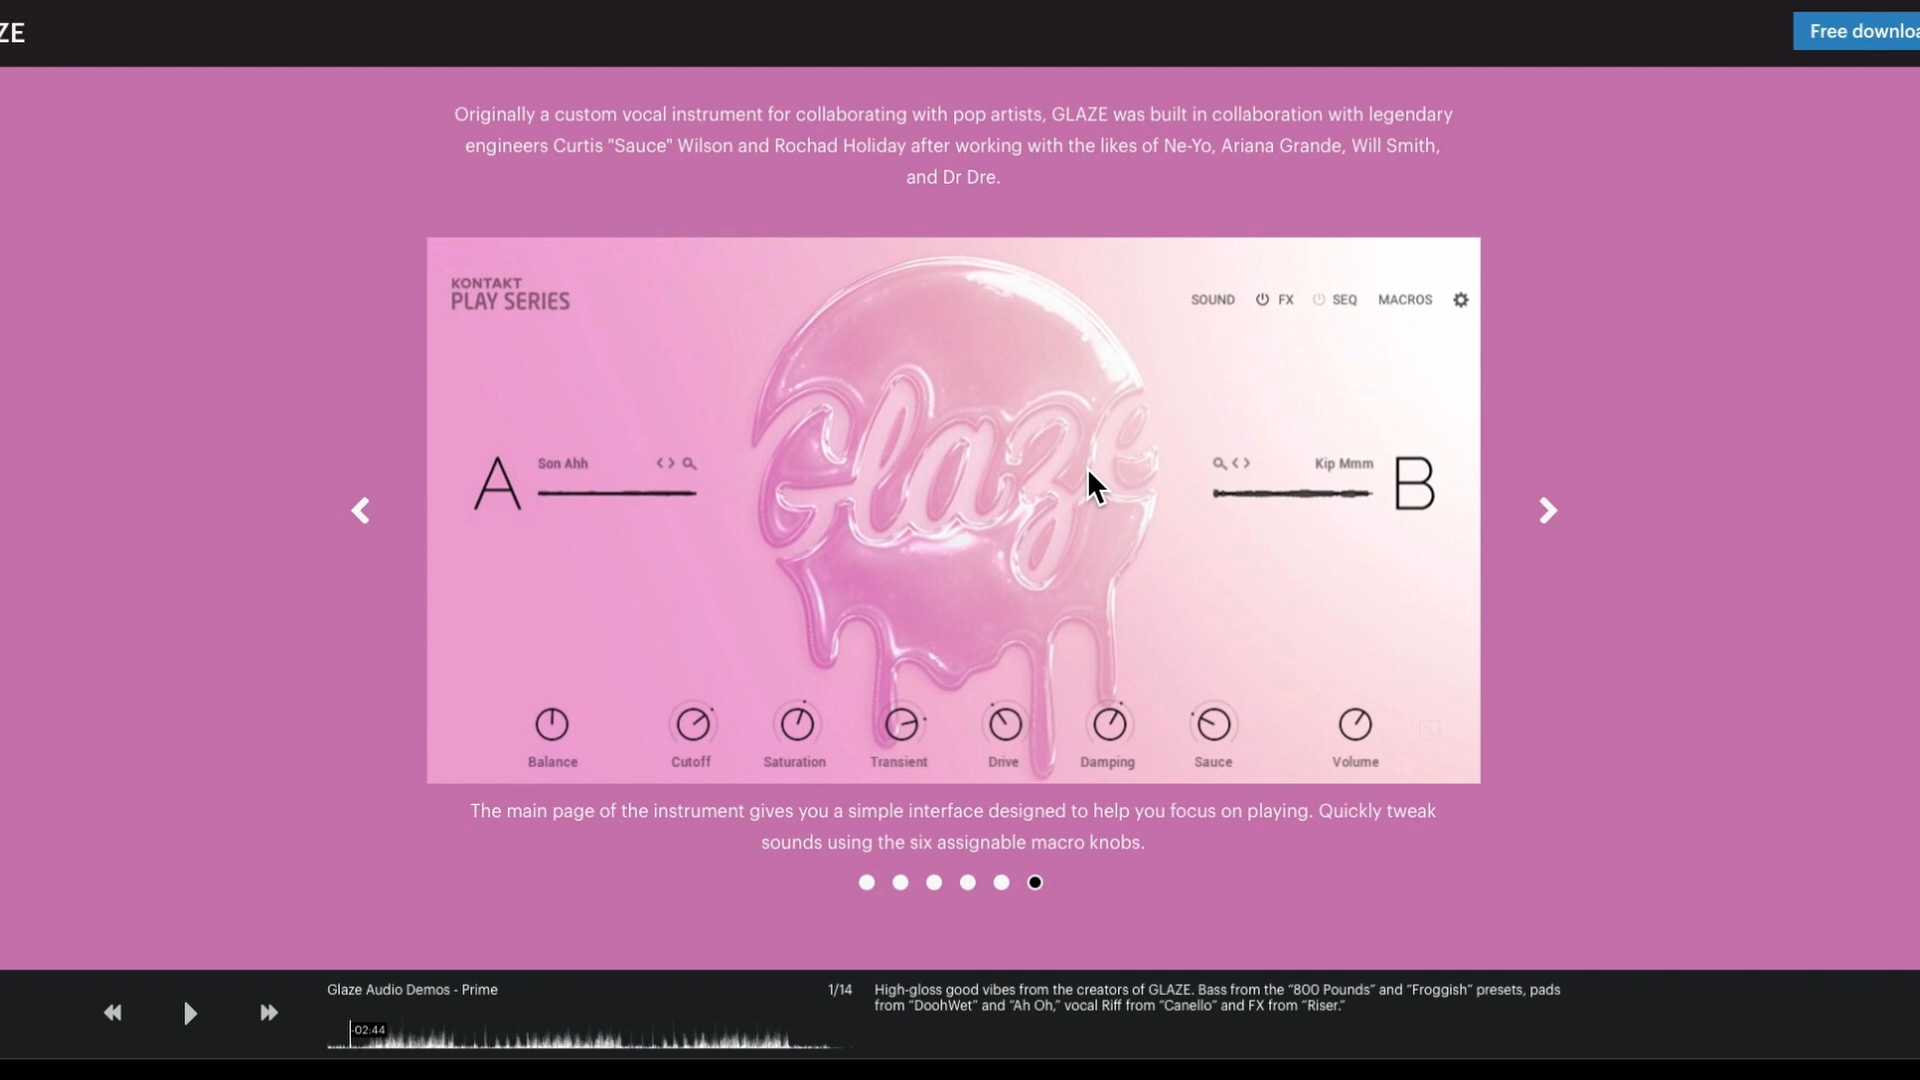 ZE
Free downloa
Originally a custom vocal instrument for collaborating with pop artists, GLAZE was built in collaboration with legendary
engineers Curtis "Sauce" Wilson and Rochad Holiday after working with the likes of Ne-Yo, Ariana Grande, Will Smith,
and Dr Dre.
KONTAKT
PLAY SERIES
SOUND FX SEQ MACROS
Glaze
A Son Ahh
Kip Mmm B
Balance Cutoff Saturation Transient Drive Damping Sauce Volume
The main page of the instrument gives you a simple interface designed to help you focus on playing. Quickly tweak
sounds using the six assignable macro knobs.
Glaze Audio Demos - Prime 1/14
-02:44
High-gloss good vibes from the creators of GLAZE. Bass from the “800 Pounds” and “Froggish” presets, pads
from “DoohWet” and “Ah Oh,” vocal Riff from “Canello” and FX from “Riser.”